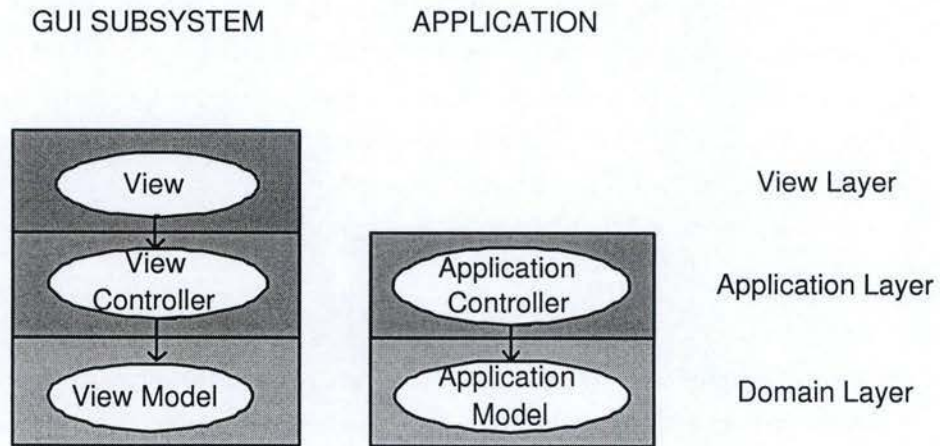 GUI SUBSYSTEM
APPLICATION
View
View Layer
View
Controller
Application
Controller
Application Layer
View Model
Application
Model
Domain Layer